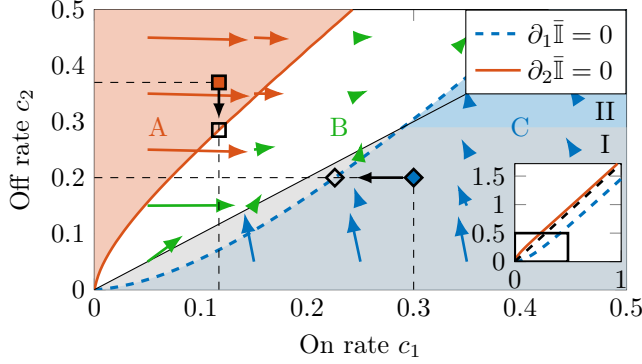 0.5
0.4
0.3
0.2
0.1
0
Off rate c₂
A
B
C
II
I
∂₁𝕀̄ = 0
∂₂𝕀̄ = 0
1.5
1
0.5
0
0
1
0
0.1
0.2
0.3
0.4
0.5
On rate c₁